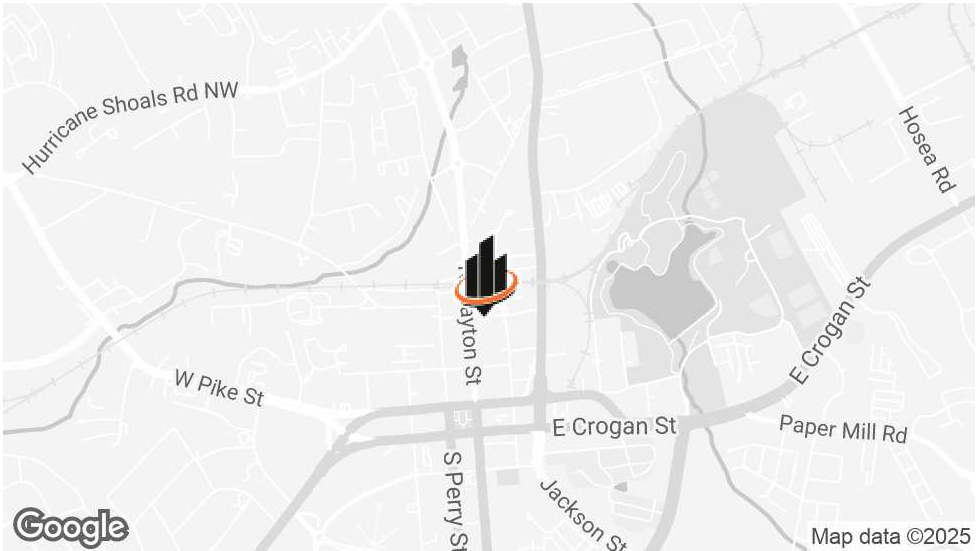 Hurricane Shoals Rd NW
Hosea Rd
ayton St
E Crogan St
W Pike St
E Crogan St
Paper Mill Rd
S Perry St
Jackson St
Google
Map data ©2025